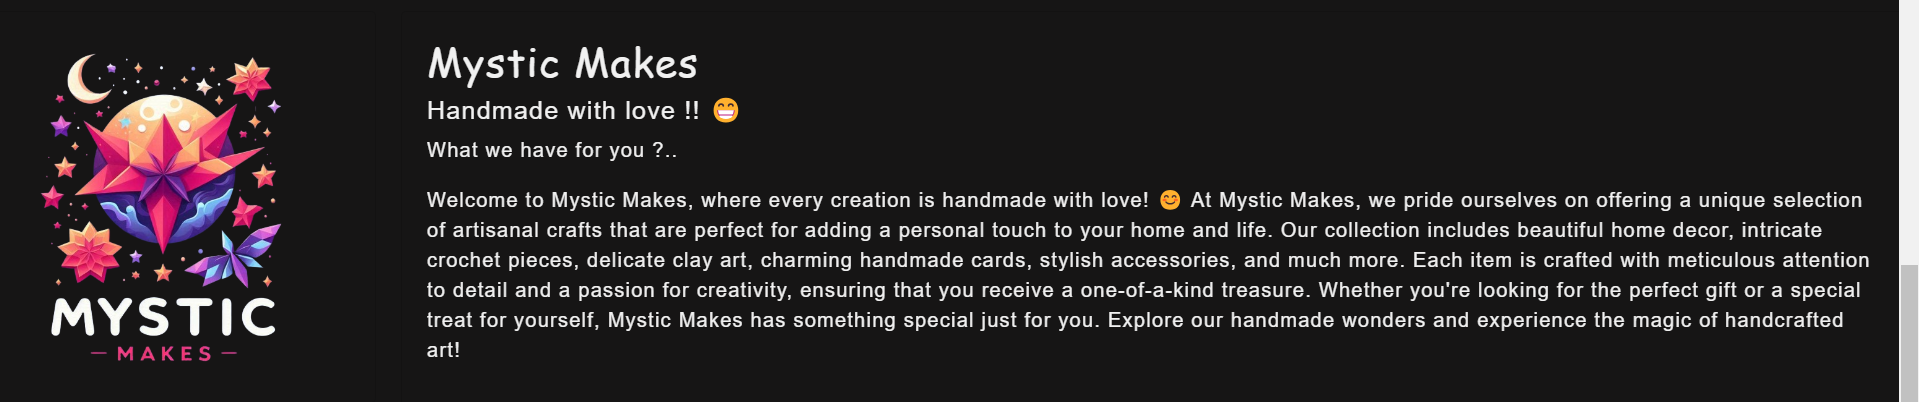 MYSTIC
— MAKES —
Mystic Makes
Handmade with love !! 😁
What we have for you ?..
Welcome to Mystic Makes, where every creation is handmade with love! 😊 At Mystic Makes, we pride ourselves on offering a unique selection
of artisanal crafts that are perfect for adding a personal touch to your home and life. Our collection includes beautiful home decor, intricate
crochet pieces, delicate clay art, charming handmade cards, stylish accessories, and much more. Each item is crafted with meticulous attention
to detail and a passion for creativity, ensuring that you receive a one-of-a-kind treasure. Whether you're looking for the perfect gift or a special
treat for yourself, Mystic Makes has something special just for you. Explore our handmade wonders and experience the magic of handcrafted
art!